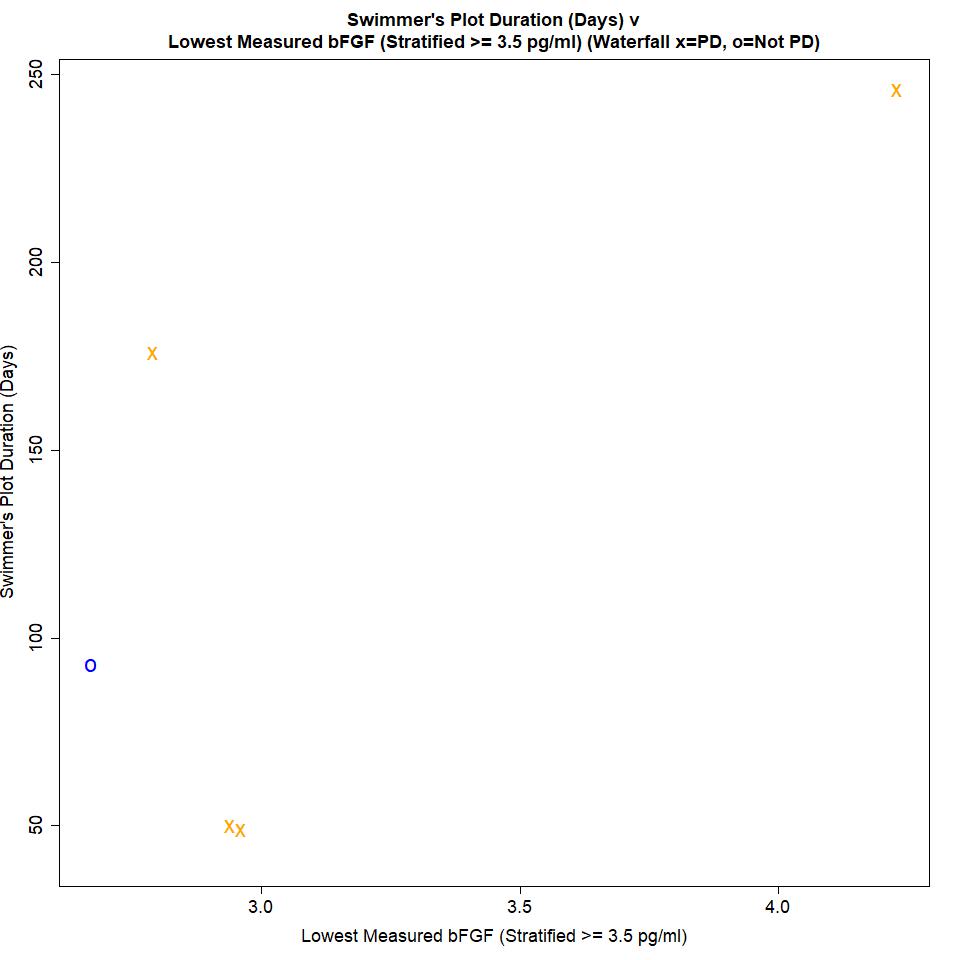 Swimmer's Plot Duration (Days) v
Lowest Measured bFGF (Stratified >= 3.5 pg/ml) (Waterfall x=PD, o=Not PD)
250
200
150
100
50
Swimmer's Plot Duration (Days)
X
X
O
X X
3.0 3.5 4.0
Lowest Measured bFGF (Stratified >= 3.5 pg/ml)